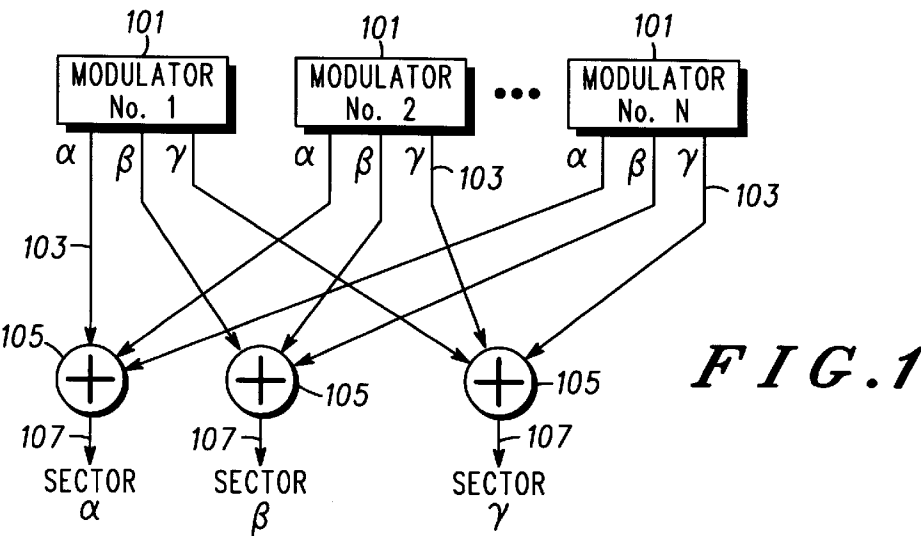 101 101 101
MODULATOR MODULATOR MODULATOR
No. 1 No. 2 ••• No. N
α β γ α β γ α β γ
103 103
103
105
105 105
FIG.1
107 107 107
SECTOR SECTOR SECTOR
α β γ